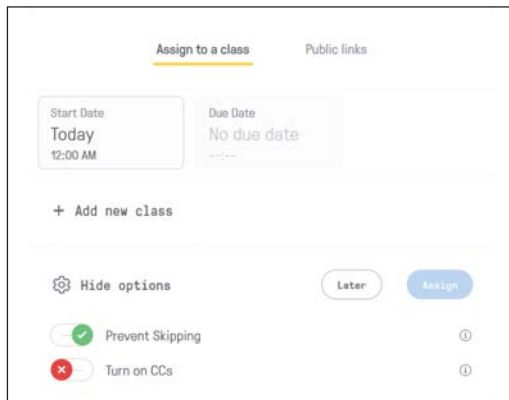 Assign to a class Public links
Start Date Due Date
Today No due date
12:00 AM --:--
+ Add new class
Hide options Later Assign
Prevent Skipping
Turn on CCs